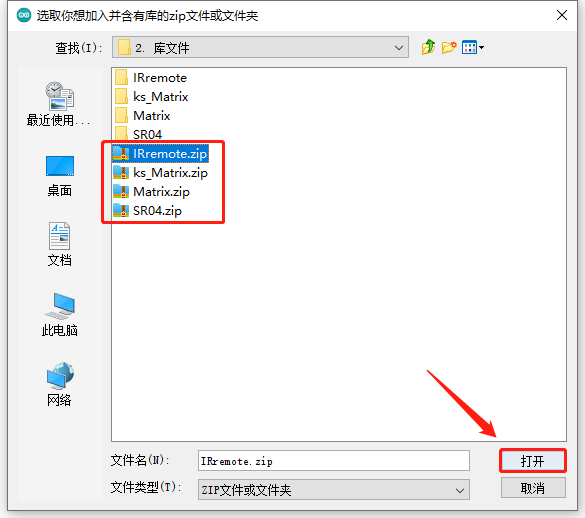 选取你想加入并含有库的zip文件或文件夹
查找(I):
2. 库文件
最近使用...
桌面
文档
此电脑
网络
IRremote
ks_Matrix
Matrix
SR04
IRremote.zip
ks_Matrix.zip
Matrix.zip
SR04.zip
文件名(N):
IRremote.zip
打开
文件类型(T):
ZIP文件或文件夹
取消